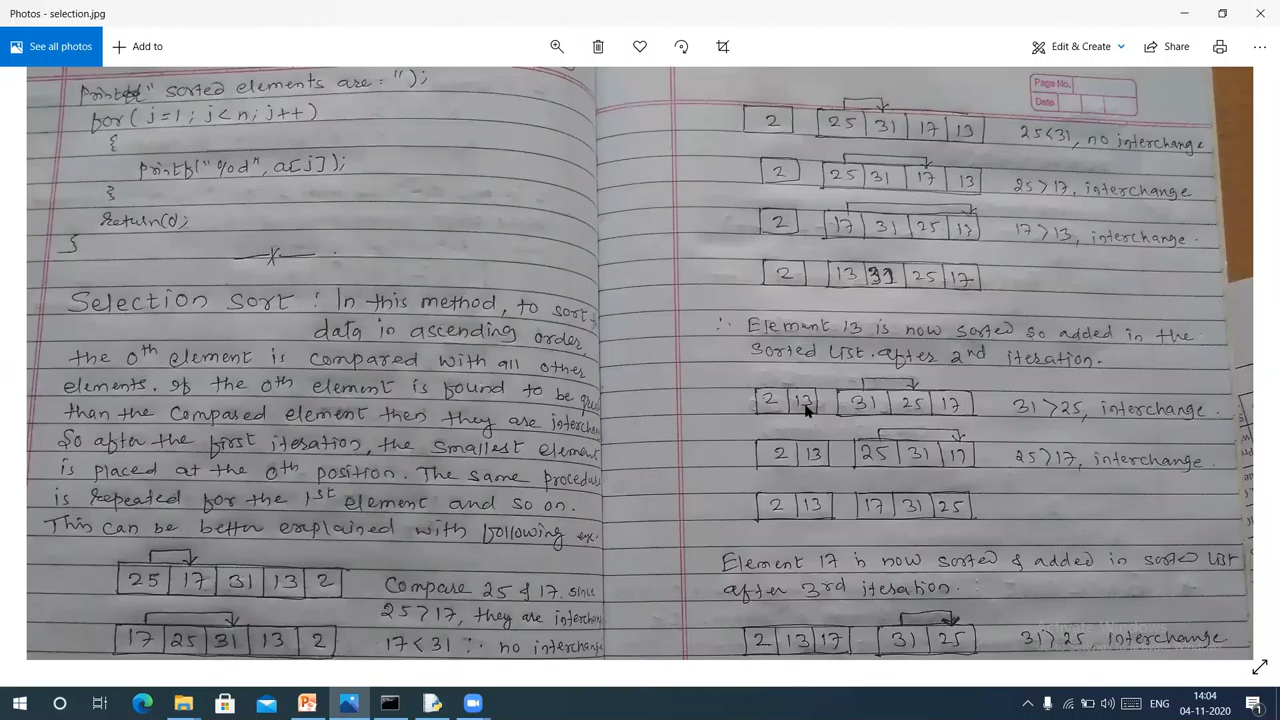 Photos - selection.jpg
See all photos
Add to
Edit & Create
Share
printf(" sorted elements are = ");
for( j=1; j<n; j++)
{
printf("%d", a[j]);
}
return(0);
}
Selection Sort : In this method, to sort
data in ascending order,
the 0th element is compared with all other
elements. If the 0th element is found to be
than the compared element then they are
So after the first iteration, the smallest element
is placed at the 0th position. The same
is repeated for the 1st element and so on.
This can be better explained with following
25 17 31 13 2
Compare 25 & 17. since
25>17, they are
17 25 31 13 2
17<31 ∴ no
Page No.
Date
2 25 31 17 13 25<31, no interchange
2 25 31 17 13 25>17, interchange
2 17 31 25 13 17>13, interchange.
2 13 31 25 17
∴ Element 13 is now sorted so added in the
sorted list. after 2nd iteration.
2 13 31 25 17 31>25, interchange.
2 13 25 31 17 25>17, interchange.
2 13 17 31 25
Element 17 is now sorted & added in sorted list
after 3rd iteration.
2 13 17 31 25 31>25, interchange
14:04
ENG
04-11-2020